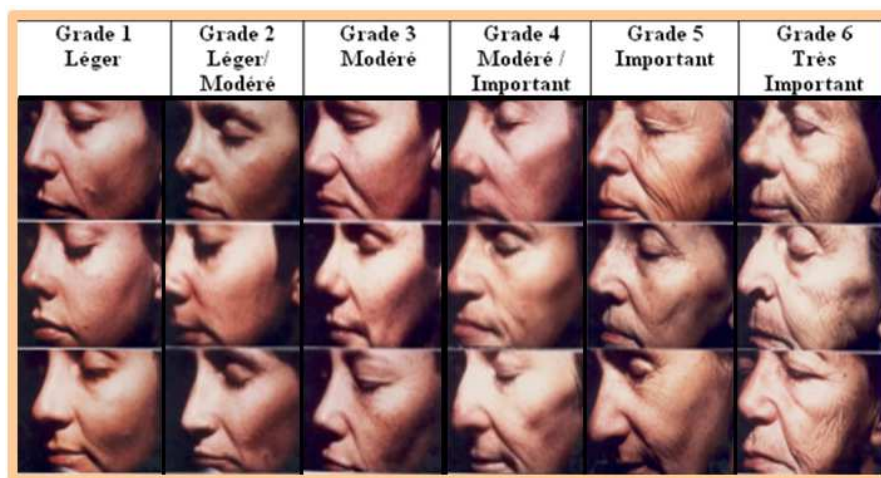 Grade 1
Léger
Grade 2
Léger/
Modéré
Grade 3
Modéré
Grade 4
Modéré /
Important
Grade 5
Important
Grade 6
Très
Important